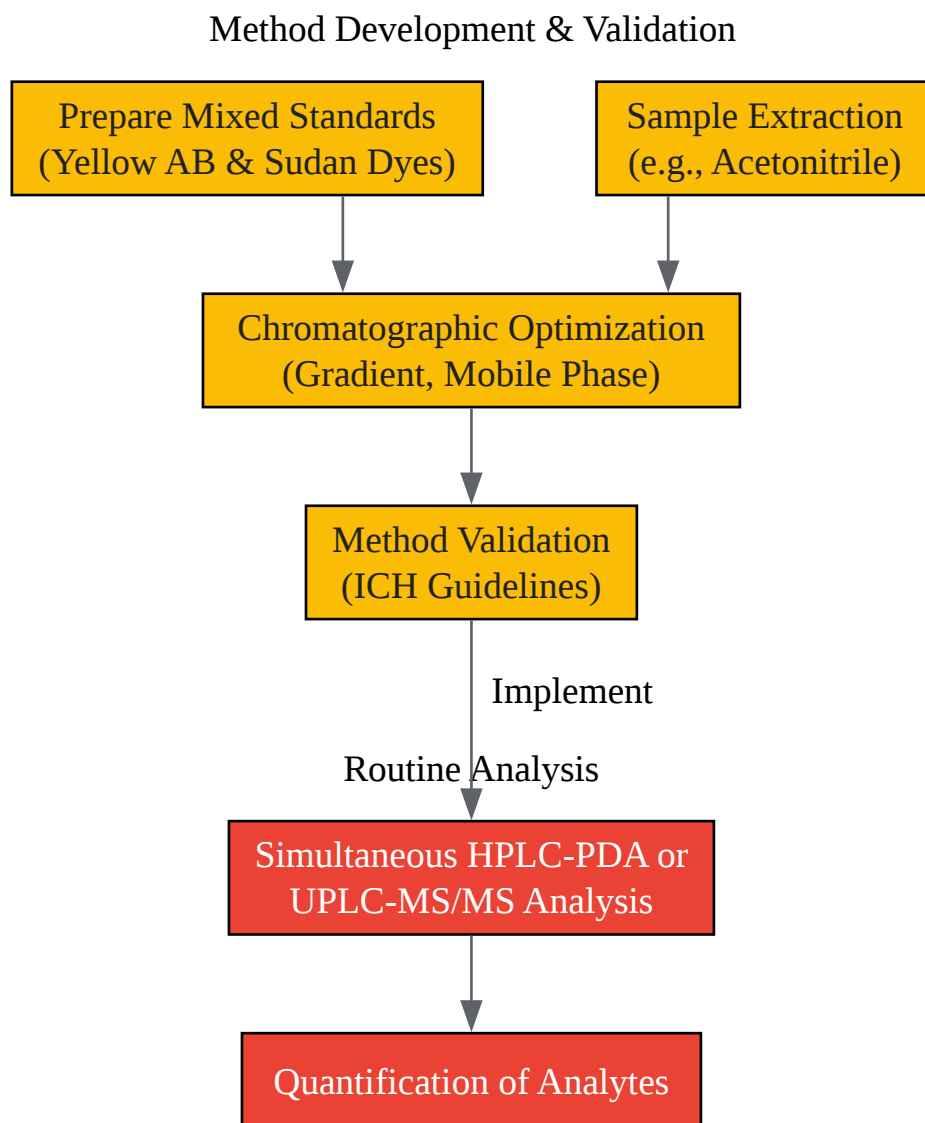 Method Development & Validation
Prepare Mixed Standards
(Yellow AB & Sudan Dyes)
Sample Extraction
(e.g., Acetonitrile)
Chromatographic Optimization
(Gradient, Mobile Phase)
Method Validation
(ICH Guidelines)
Implement
Routine Analysis
Simultaneous HPLC-PDA or
UPLC-MS/MS Analysis
Quantification of Analytes